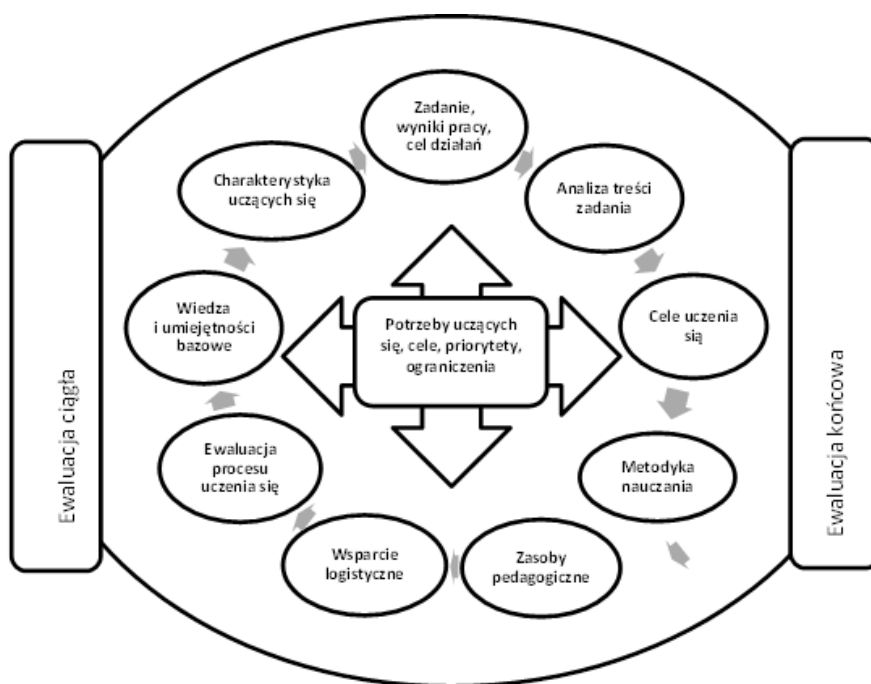 Zadanie,
wyniki pracy,
cel działań
Charakterystyka
uczących się
Analiza treści
zadania
Wiedza
i umiejętności
bazowe
Potrzeby uczących
się, cele, priorytety,
ograniczenia
Cele uczenia
sią
Ewaluacja
procesu
uczenia się
Metodyka
nauczania
Wsparcie
logistyczne
Zasoby
pedagogiczne
Ewaluacja ciągła
Ewaluacja końcowa